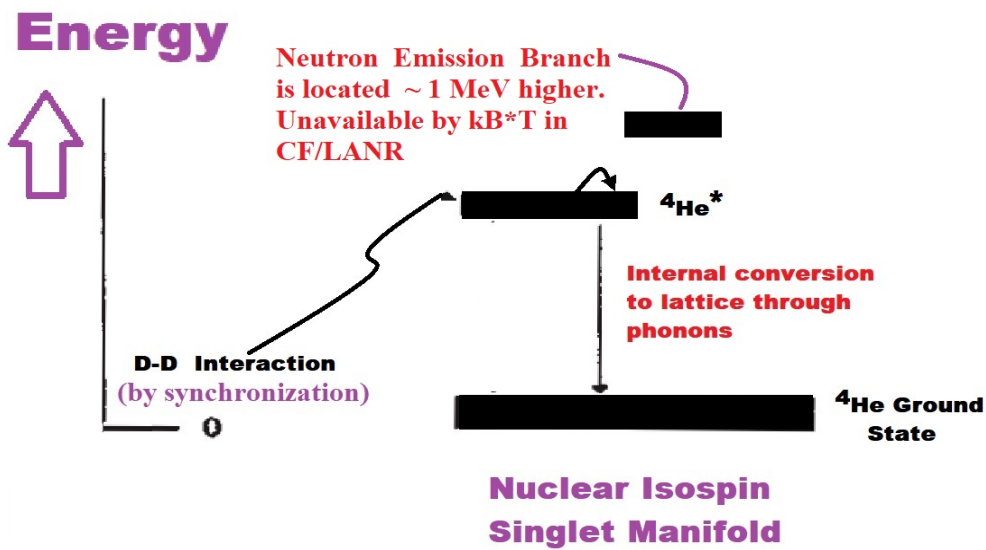 Energy
Neutron Emission Branch
is located ~ 1 MeV higher.
Unavailable by kB*T in
CF/LANR
4He*
Internal conversion
to lattice through
phonons
D-D Interaction
(by synchronization)
0
4He Ground
State
Nuclear Isospin
Singlet Manifold